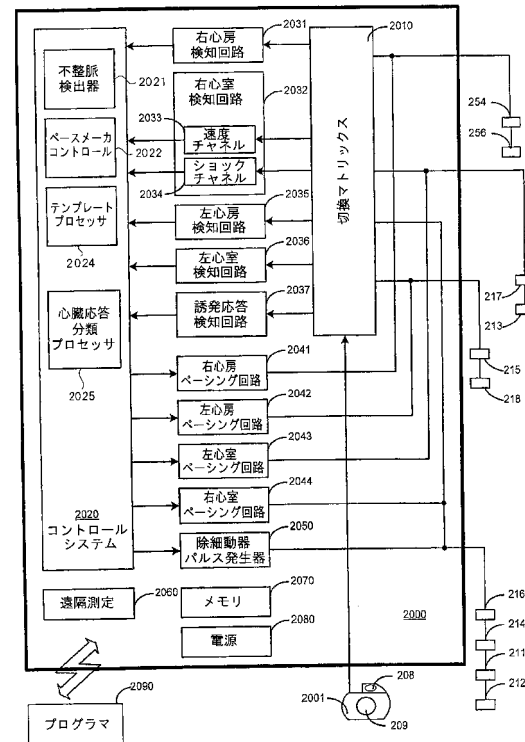 2031
2010
右心房
検知回路
不整脈
検出器
2021
右心室
検知回路
2032
2033
254
256
ペースメーカ
コントロール
2022
速度
チャネル
ショック
チャネル
2034
切換マトリックス
テンプレート
プロセッサ
2024
2035
左心房
検知回路
2036
左心室
検知回路
2037
誘発応答
検知回路
217
213
心臓応答
分類
プロセッサ
2025
215
218
2041
右心房
ペーシング回路
2042
左心房
ペーシング回路
2043
左心室
ペーシング回路
2044
右心室
ペーシング回路
2020
コントロール
システム
2050
除細動器
パルス発生器
遠隔測定
2060
2070
メモリ
2080
電源
2000
216
214
211
212
2090
プログラマ
2001
208
209